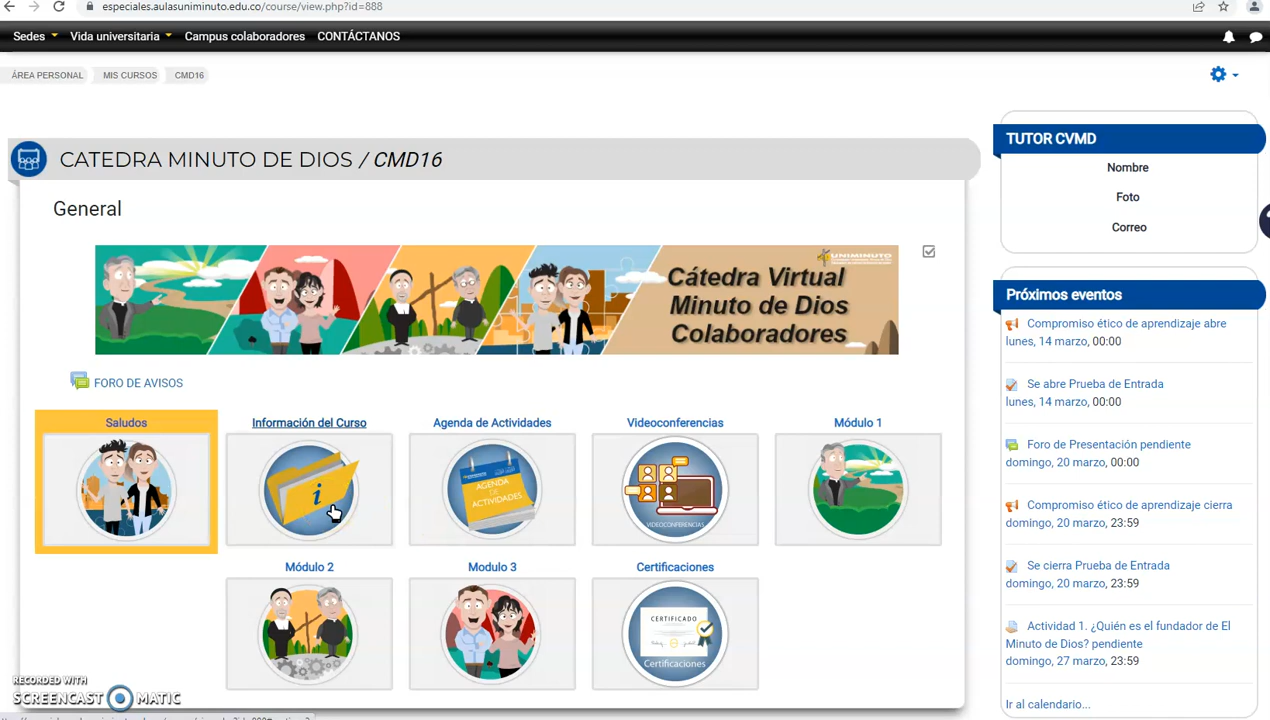 especiales.aulasuniminuto.edu.co/course/view.php?id=888
Sedes Vida universitaria Campus colaboradores CONTÁCTANOS
ÁREA PERSONAL MIS CURSOS CMD16
CATEDRA MINUTO DE DIOS / CMD16
General
UNIMINUTO
Cátedra Virtual
Minuto de Dios
Colaboradores
FORO DE AVISOS
Saludos
Información del Curso
Agenda de Actividades
AGENDA
DE
ACTIVIDADES
Videoconferencias
VIDEOCONFERENCIAS
Módulo 1
Módulo 2
Modulo 3
Certificaciones
CERTIFICADO
Certificaciones
TUTOR CVMD
Nombre
Foto
Correo
Próximos eventos
Compromiso ético de aprendizaje abre
lunes, 14 marzo, 00:00
Se abre Prueba de Entrada
lunes, 14 marzo, 00:00
Foro de Presentación pendiente
domingo, 20 marzo, 00:00
Compromiso ético de aprendizaje cierra
domingo, 20 marzo, 23:59
Se cierra Prueba de Entrada
domingo, 20 marzo, 23:59
Actividad 1. ¿Quién es el fundador de El
Minuto de Dios? pendiente
domingo, 27 marzo, 23:59
Ir al calendario...
RECORDED WITH
SCREENCAST MATIC